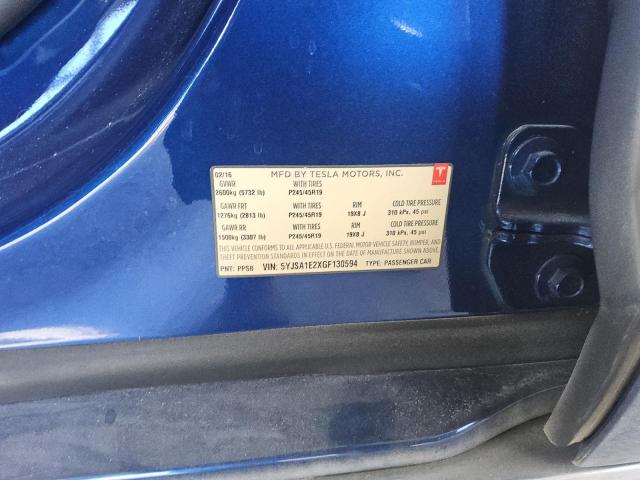 02/16 MFD BY TESLA MOTORS, INC.
GVWR WITH TIRES
2600kg (5732 lb) P245/45R19
GAWR FRT WITH TIRES RIM COLD TIRE PRESSURE
1276kg (2813 lb) P245/45R19 19X8 J 310 kPa, 45 psi
GAWR RR WITH TIRES RIM COLD TIRE PRESSURE
1500kg (3307 lb) P245/45R19 19X8 J 310 kPa, 45 psi
THIS VEHICLE CONFORMS TO ALL APPLICABLE U.S. FEDERAL MOTOR VEHICLE SAFETY, BUMPER, AND
THEFT PREVENTION STANDARDS IN EFFECT ON THE DATE OF MANUFACTURE SHOWN ABOVE.
PNT: PPSB VIN: 5YJSA1E2XGF130594 TYPE: PASSENGER CAR